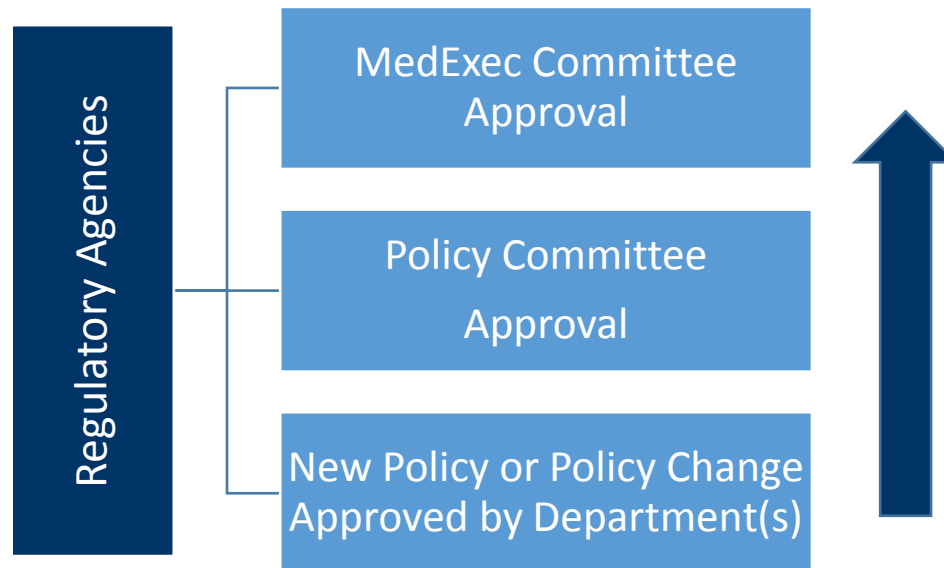 Regulatory Agencies
MedExec Committee
Approval
Policy Committee
Approval
New Policy or Policy Change
Approved by Department(s)